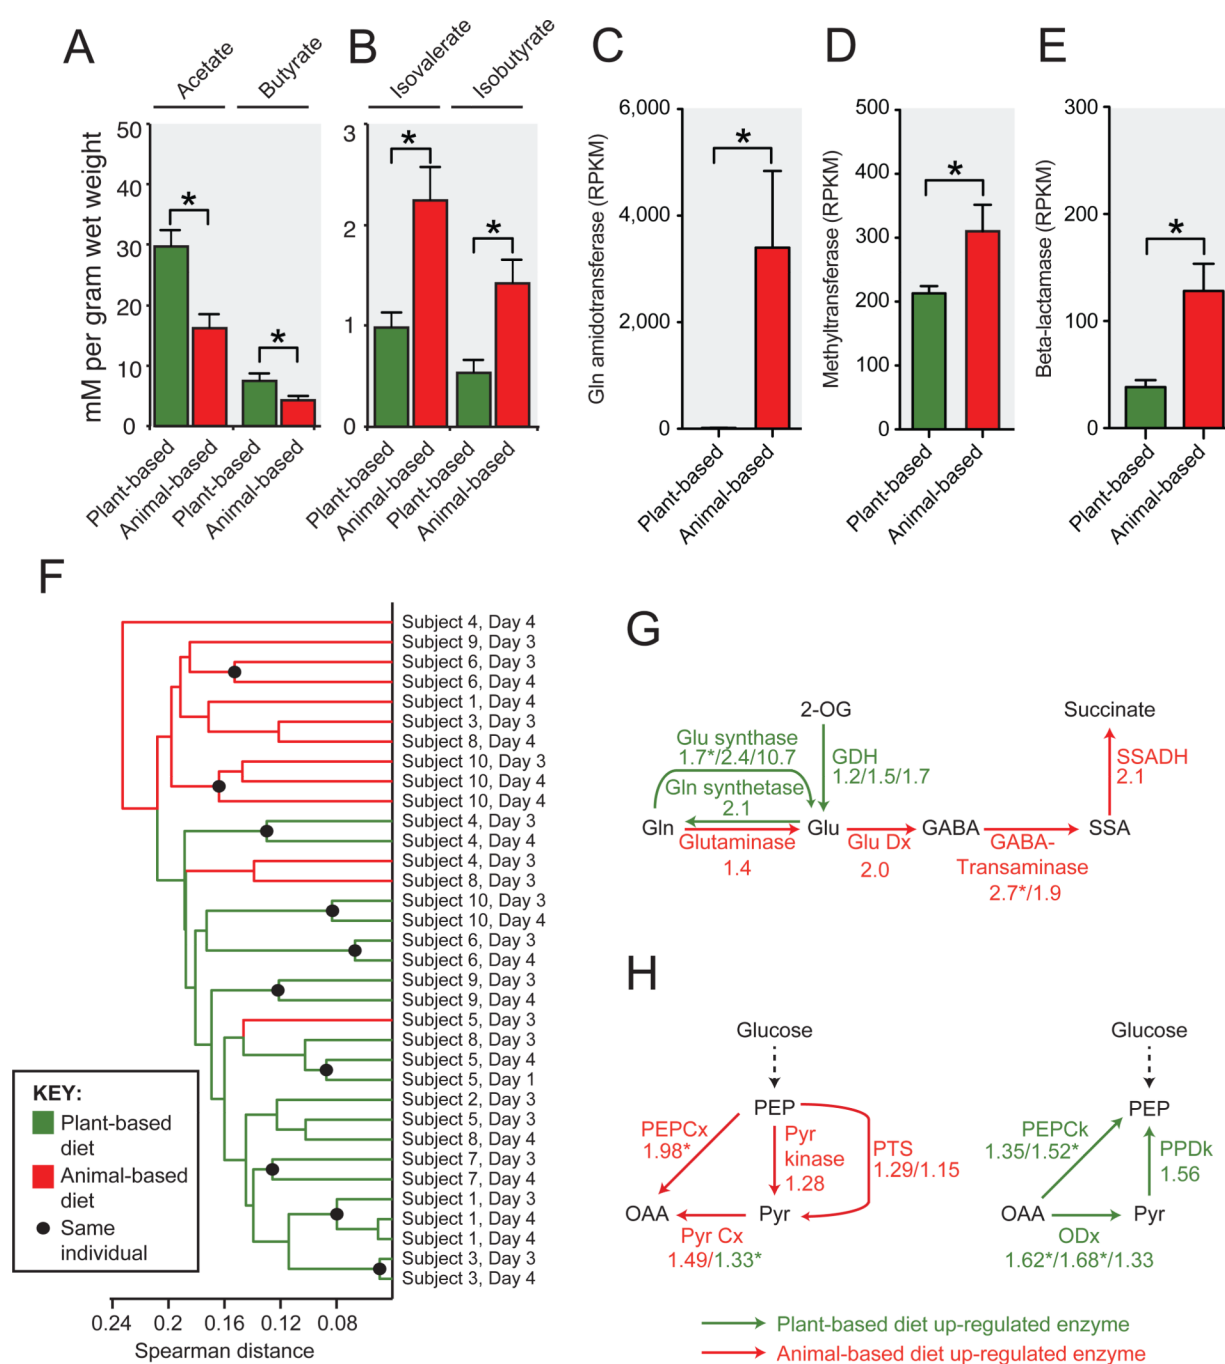 A
Acetate
Butyrate
B
Isovalerate
Isobutyrate
C
D
E
mM per gram wet weight
50
40
30
20
10
0
*
*
Plant-based
Animal-based
Plant-based
Animal-based
3
2
1
0
*
*
Plant-based
Animal-based
Plant-based
Animal-based
Gln amidotransferase (RPKM)
6,000
4,000
2,000
0
*
Plant-based
Animal-based
Methyltransferase (RPKM)
500
400
300
200
100
0
*
Plant-based
Animal-based
Beta-lactamase (RPKM)
300
200
100
0
*
Plant-based
Animal-based
F
Subject 4, Day 4
Subject 9, Day 3
Subject 6, Day 3
Subject 6, Day 4
Subject 1, Day 4
Subject 3, Day 3
Subject 8, Day 4
Subject 10, Day 3
Subject 10, Day 4
Subject 10, Day 4
Subject 4, Day 3
Subject 4, Day 4
Subject 4, Day 3
Subject 8, Day 3
Subject 10, Day 3
Subject 10, Day 4
Subject 6, Day 3
Subject 6, Day 4
Subject 9, Day 3
Subject 9, Day 4
Subject 5, Day 3
Subject 8, Day 3
Subject 5, Day 4
Subject 5, Day 1
Subject 2, Day 3
Subject 5, Day 3
Subject 8, Day 4
Subject 7, Day 3
Subject 7, Day 4
Subject 1, Day 3
Subject 1, Day 4
Subject 1, Day 4
Subject 3, Day 3
Subject 3, Day 4
KEY:
Plant-based
diet
Animal-based
diet
Same
individual
0.24 0.2 0.16 0.12 0.08
Spearman distance
G
2-OG
Succinate
Glu synthase
1.7*/2.4/10.7
GDH
1.2/1.5/1.7
SSADH
2.1
Gln synthetase
2.1
Gln
Glu
GABA
SSA
Glutaminase
1.4
Glu Dx
2.0
GABA-
Transaminase
2.7*/1.9
H
Glucose
PEP
PEPCx
1.98*
Pyr
kinase
1.28
PTS
1.29/1.15
OAA
Pyr
Pyr Cx
1.49/1.33*
Glucose
PEP
PEPCk
1.35/1.52*
PPDk
1.56
OAA
Pyr
ODx
1.62*/1.68*/1.33
Plant-based diet up-regulated enzyme
Animal-based diet up-regulated enzyme